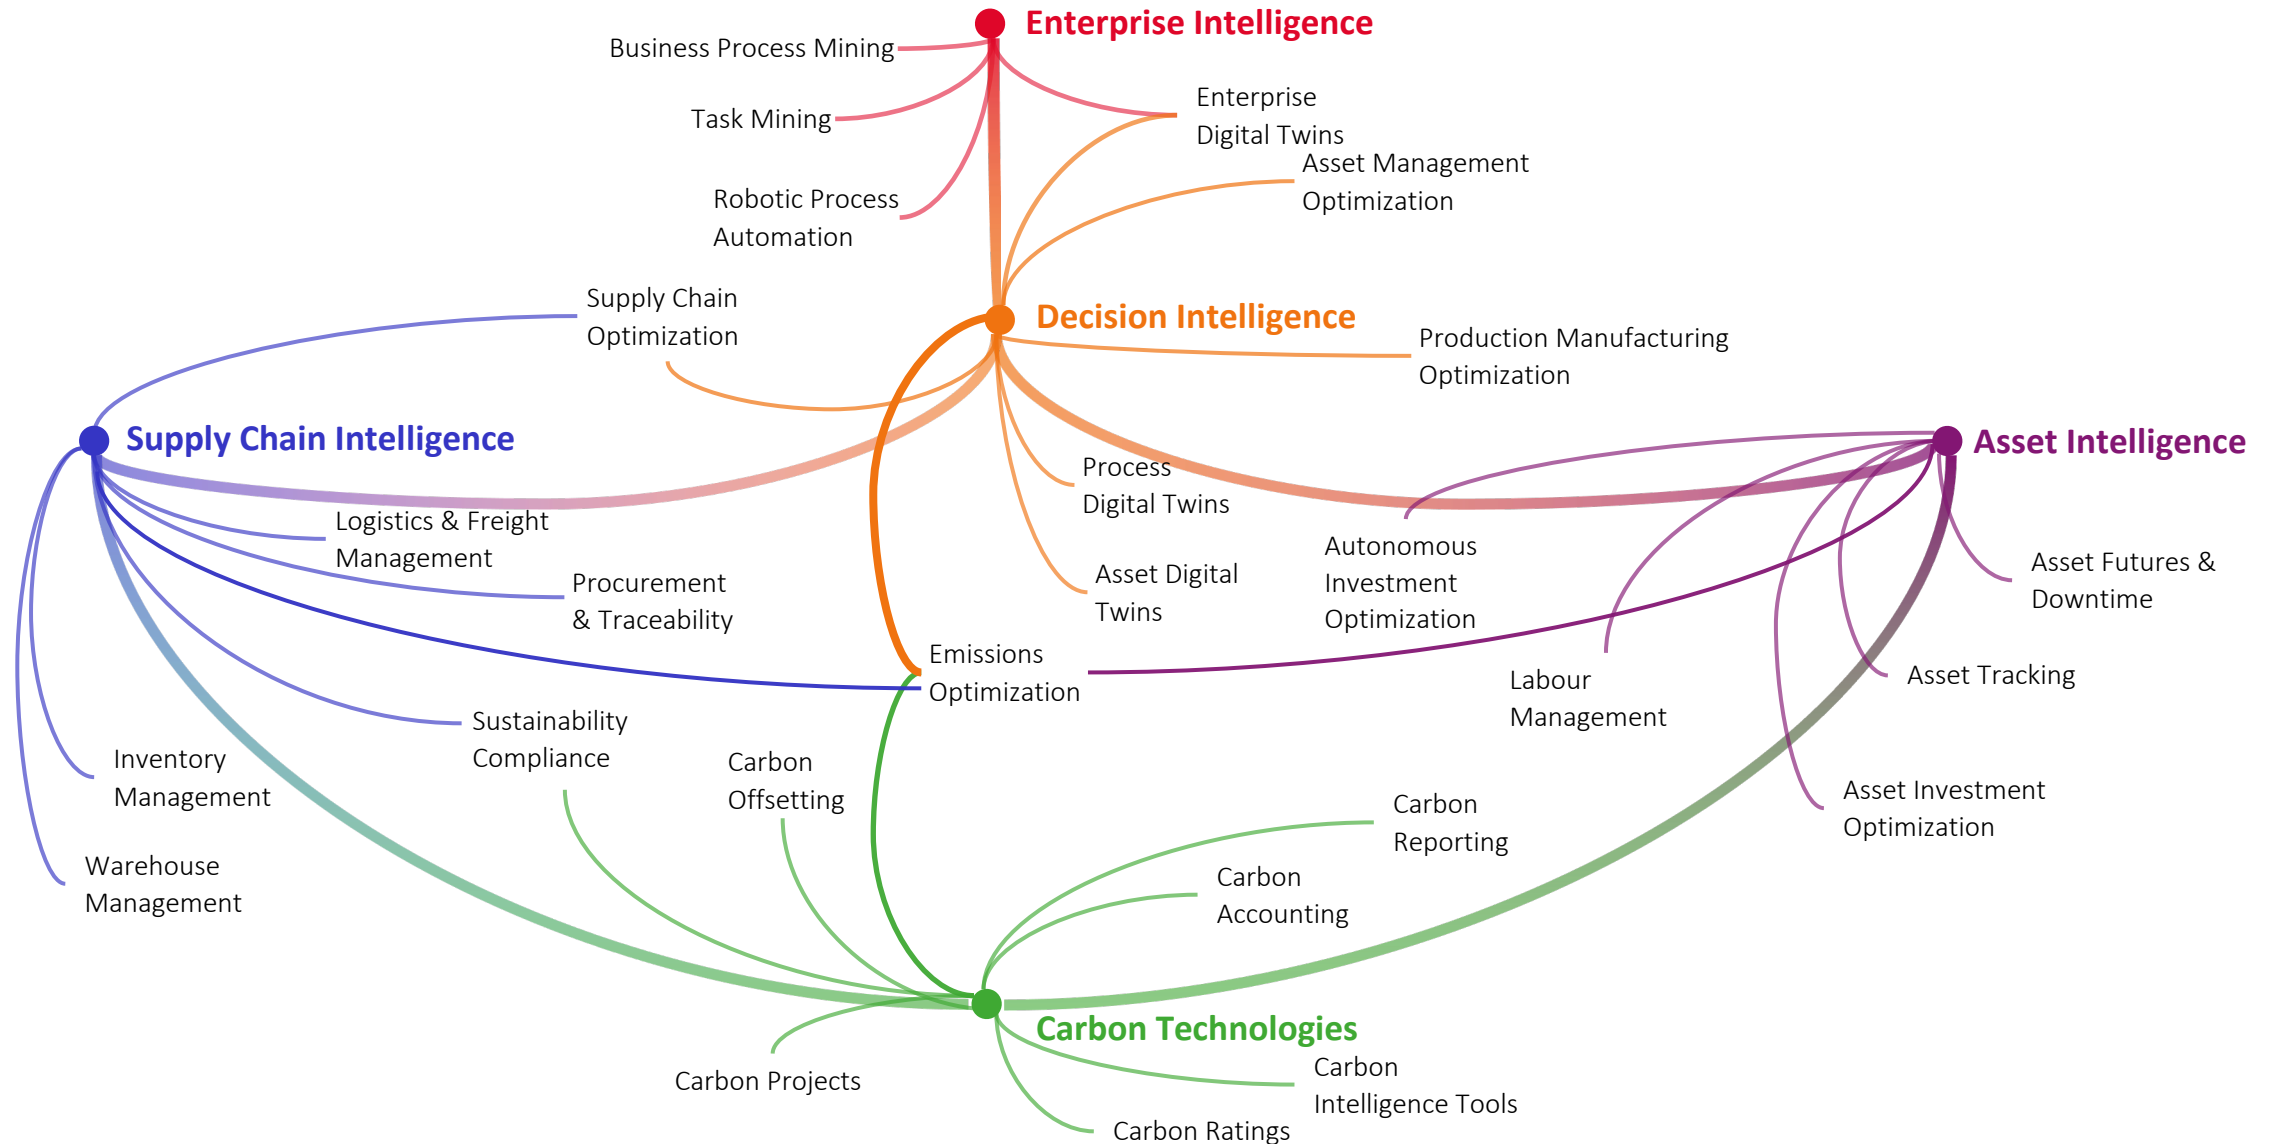 Enterprise Intelligence
Business Process Mining
Task Mining
Robotic Process
Automation
Enterprise
Digital Twins
Asset Management
Optimization
Supply Chain
Optimization
Decision Intelligence
Production Manufacturing
Optimization
Supply Chain Intelligence
Asset Intelligence
Logistics & Freight
Management
Procurement
& Traceability
Process
Digital Twins
Asset Digital
Twins
Autonomous
Investment
Optimization
Asset Futures &
Downtime
Emissions
Optimization
Labour
Management
Asset Tracking
Sustainability
Compliance
Inventory
Management
Carbon
Offsetting
Carbon
Reporting
Asset Investment
Optimization
Warehouse
Management
Carbon
Accounting
Carbon Technologies
Carbon Projects
Carbon
Intelligence Tools
Carbon Ratings